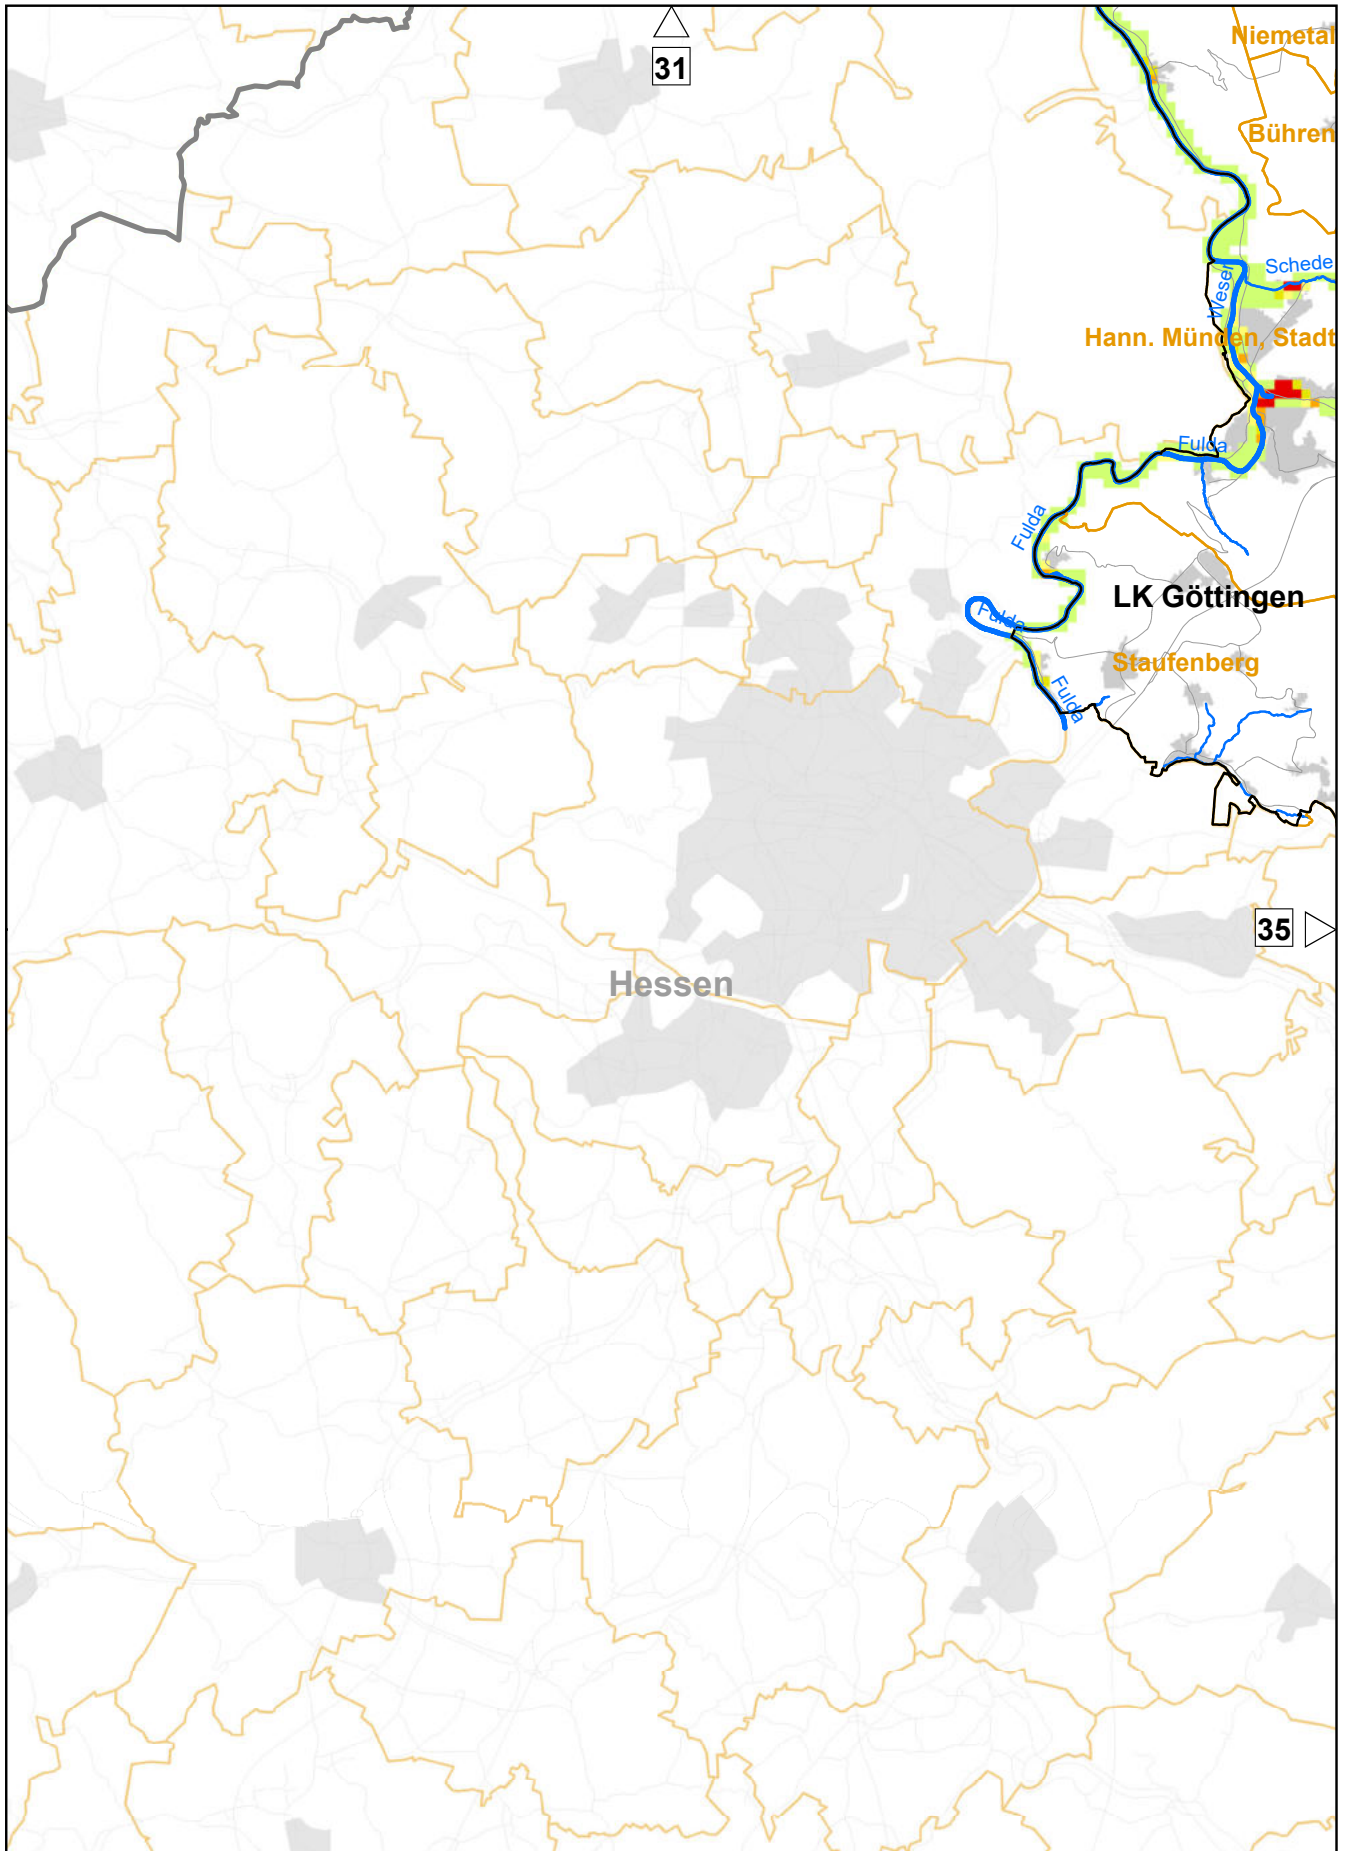 Niemetal
31
Bühren
Schede
Weser
Hann. Münden, Stadt
Fulda
Fulda
LK Göttingen
Fulda
Staufenberg
Fulda
35
Hessen